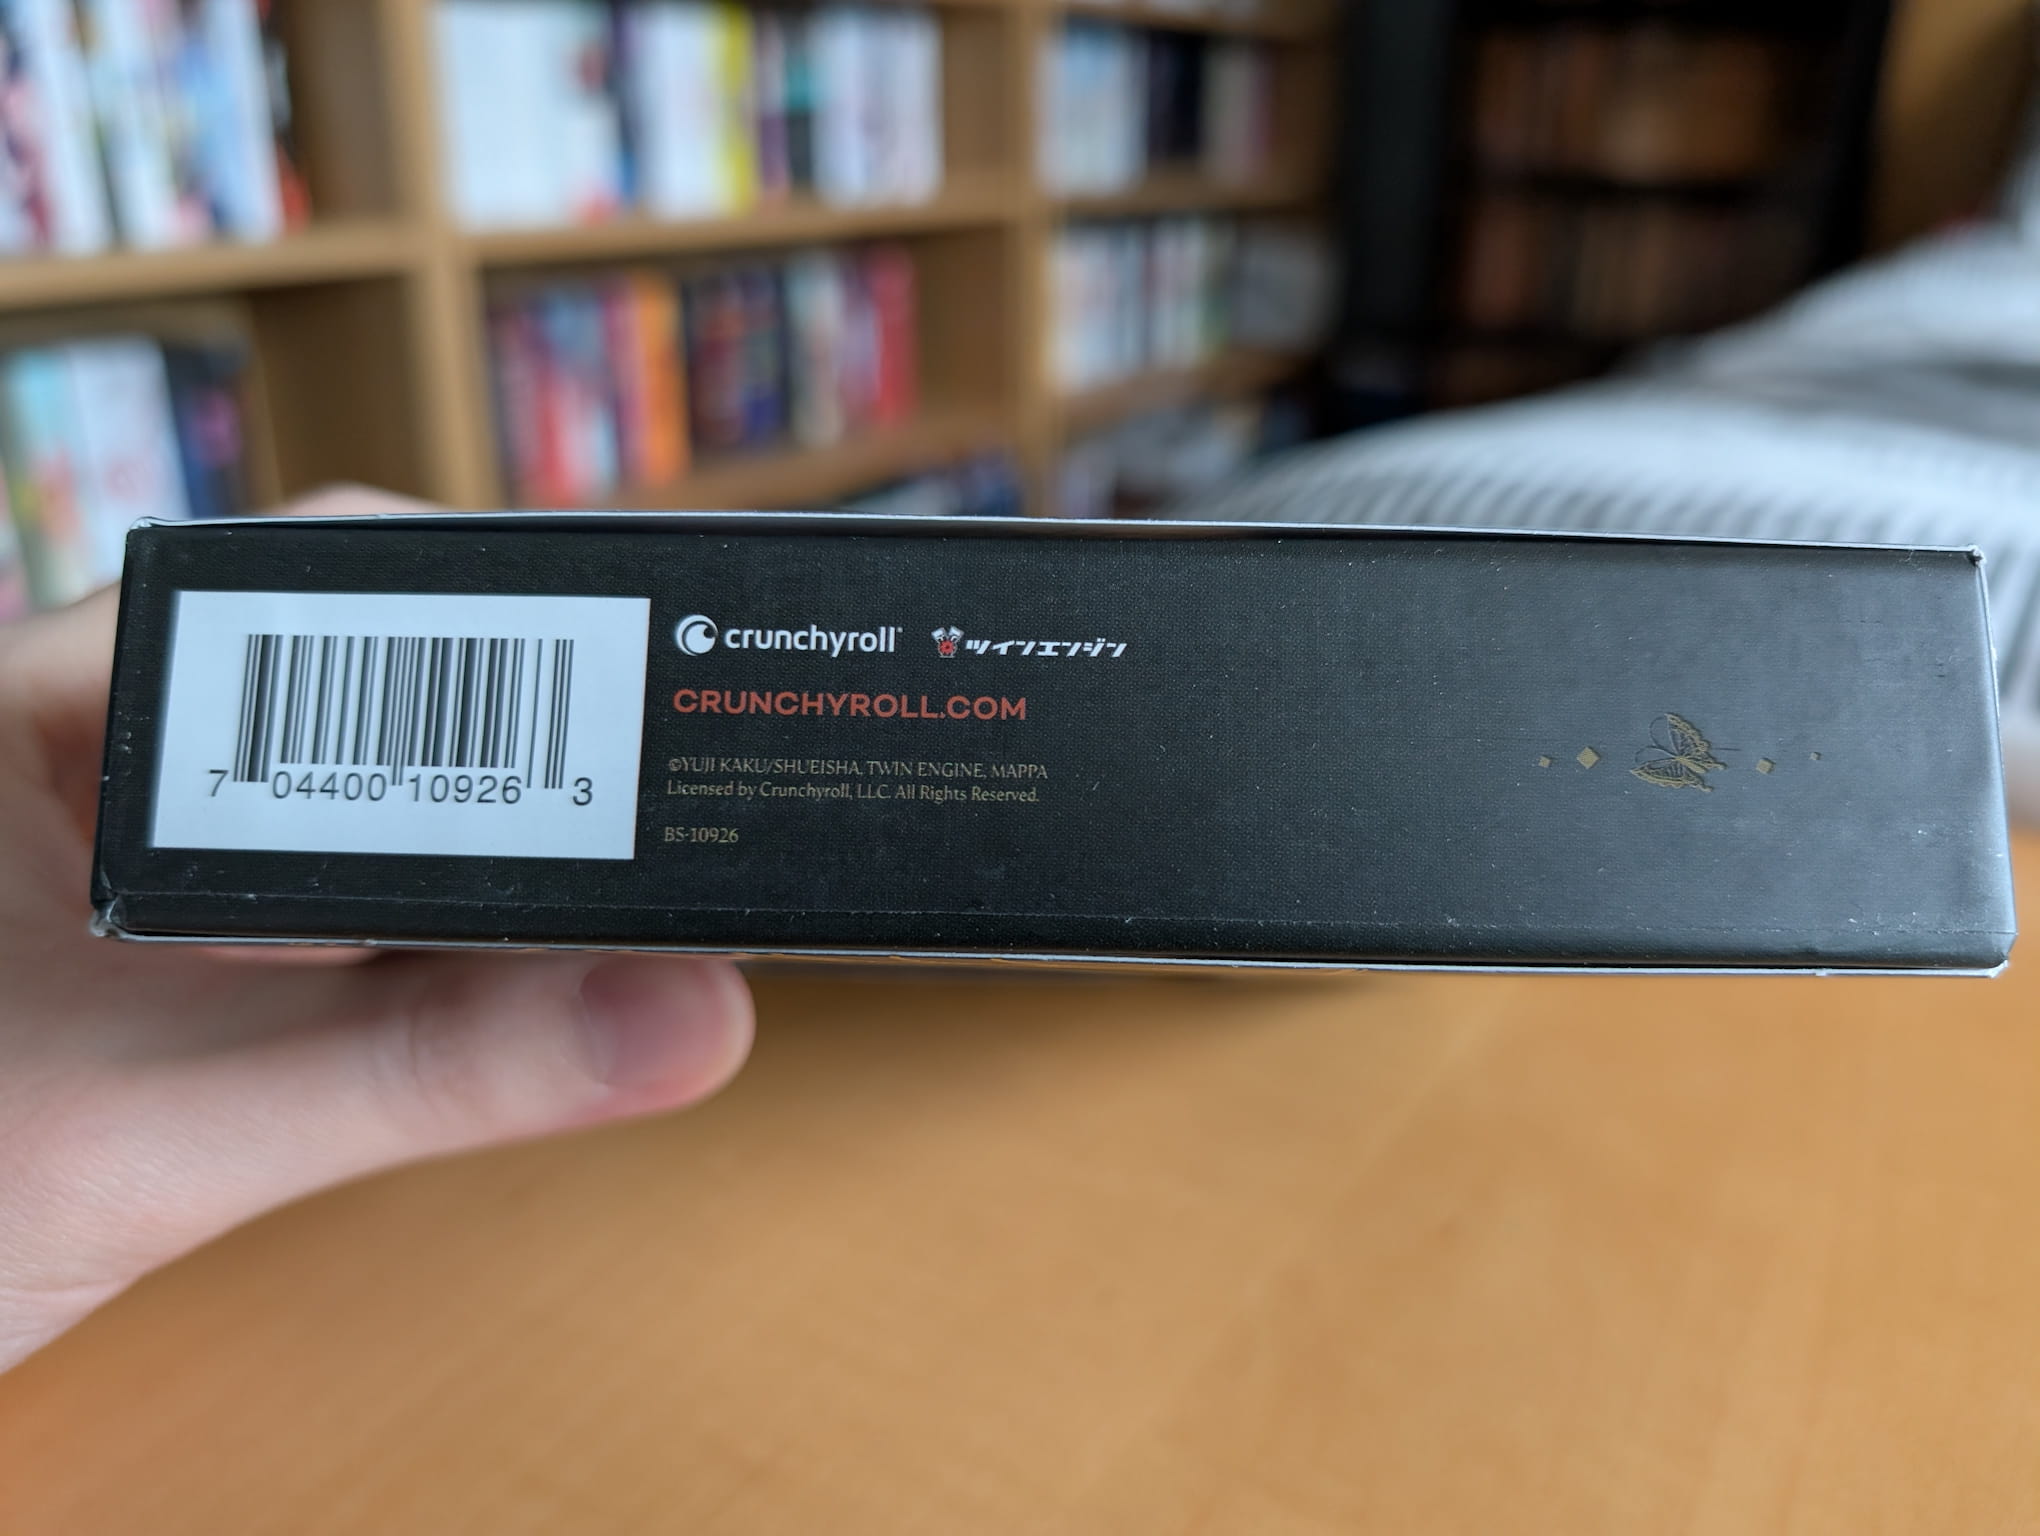 7 04400 10926 3
crunchyroll ツインエンジン
CRUNCHYROLL.COM
©YUJI KAKU/SHUEISHA, TWIN ENGINE, MAPPA
Licensed by Crunchyroll, LLC. All Rights Reserved.
BS-10926